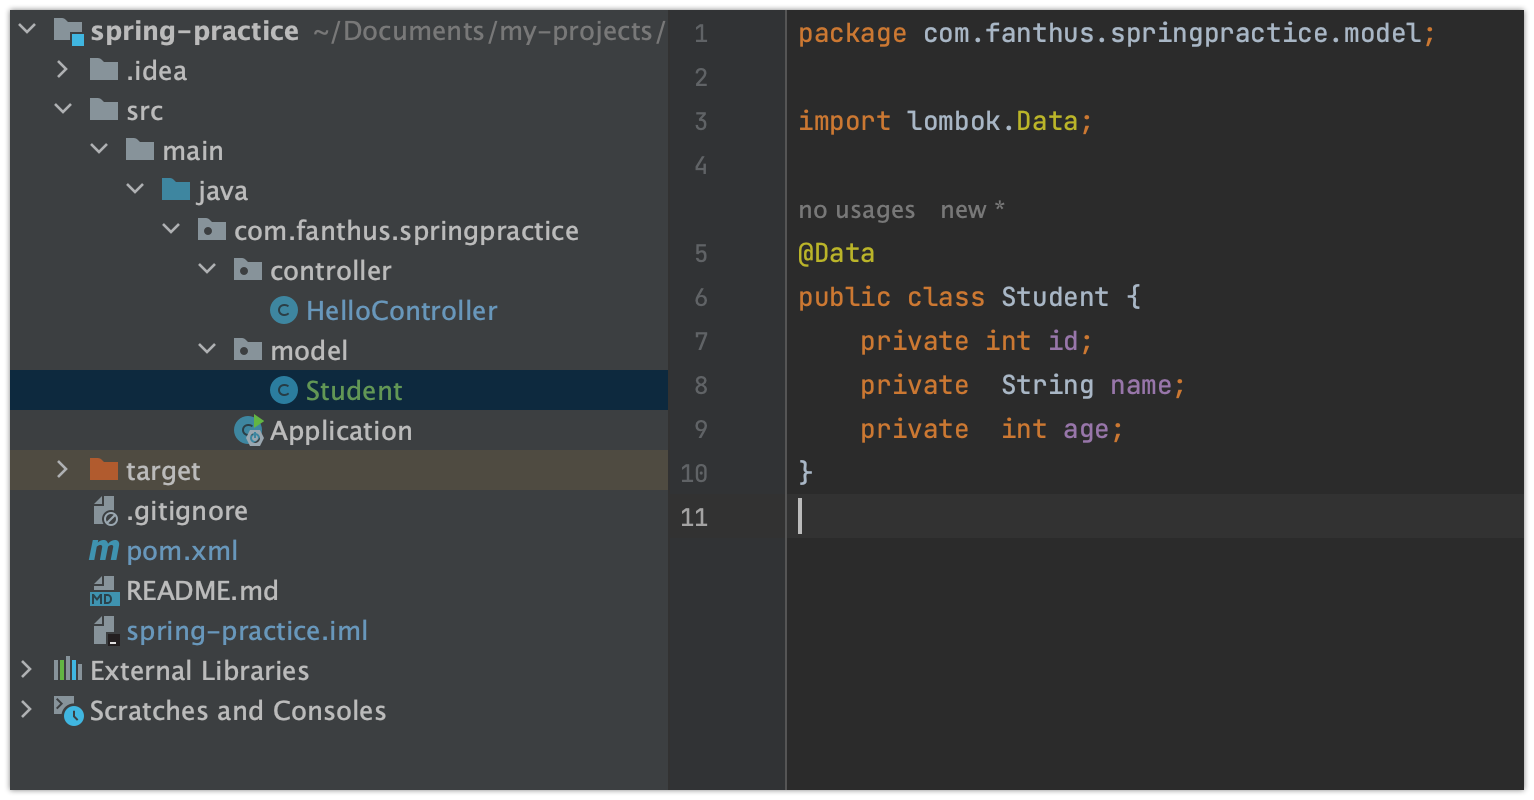 spring-practice ~/Documents/my-projects/
.idea
src
main
java
com.fanthus.springpractice
controller
HelloController
model
Student
Application
target
.gitignore
pom.xml
README.md
spring-practice.iml
External Libraries
Scratches and Consoles
1 package com.fanthus.springpractice.model;
2
3 import lombok.Data;
4
no usages new *
5 @Data
6 public class Student {
7 private int id;
8 private  String name;
9 private  int age;
10 }
11